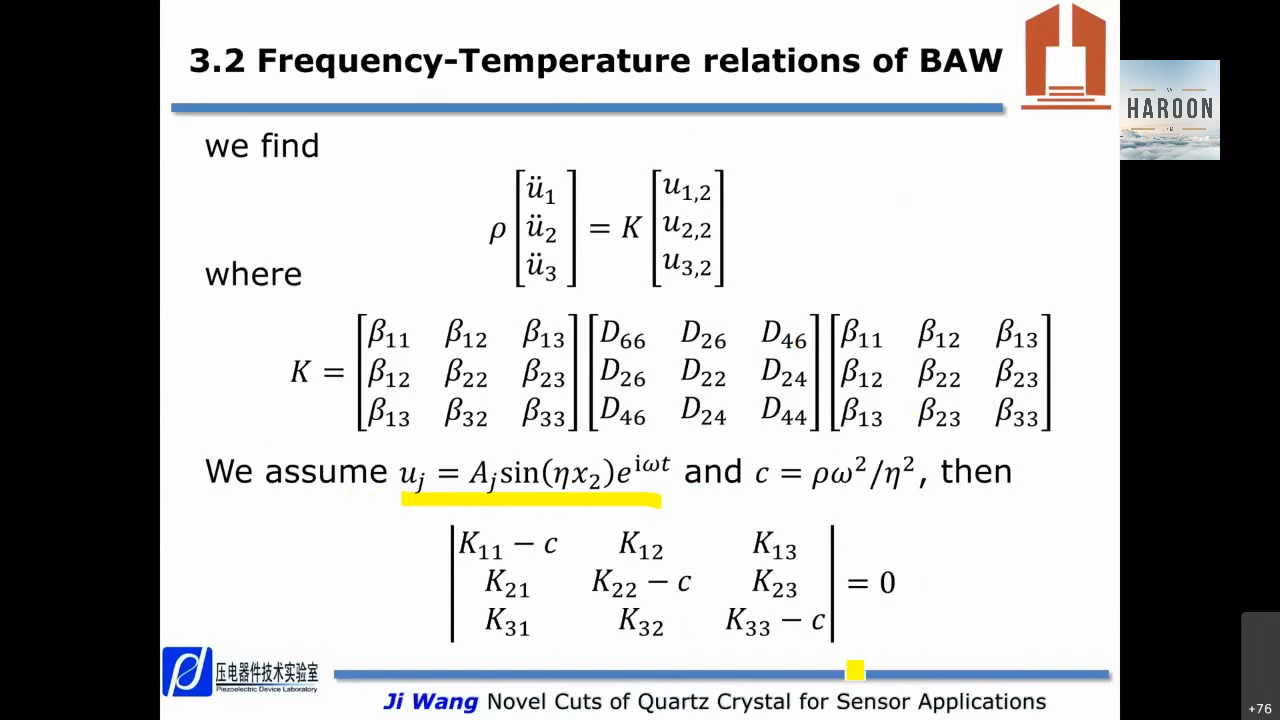 3.2 Frequency-Temperature relations of BAW
HAROON
we find
ρ [ü₁ ü₂ ü₃] = K [u₁,₂ u₂,₂ u₃,₂]
where
K = [β₁₁ β₁₂ β₁₃; β₁₂ β₂₂ β₂₃; β₁₃ β₃₂ β₃₃] [D₆₆ D₂₆ D₄₆; D₂₆ D₂₂ D₂₄; D₄₆ D₂₄ D₄₄] [β₁₁ β₁₂ β₁₃; β₁₂ β₂₂ β₂₃; β₁₃ β₂₃ β₃₃]
We assume uⱼ = Aⱼsin(ηx₂)e^{iωt} and c = ρω²/η², then
|K₁₁ − c K₁₂ K₁₃; K₂₁ K₂₂ − c K₂₃; K₃₁ K₃₂ K₃₃ − c| = 0
压电器件技术实验室
Piezoelectric Device Laboratory
Ji Wang Novel Cuts of Quartz Crystal for Sensor Applications
+76